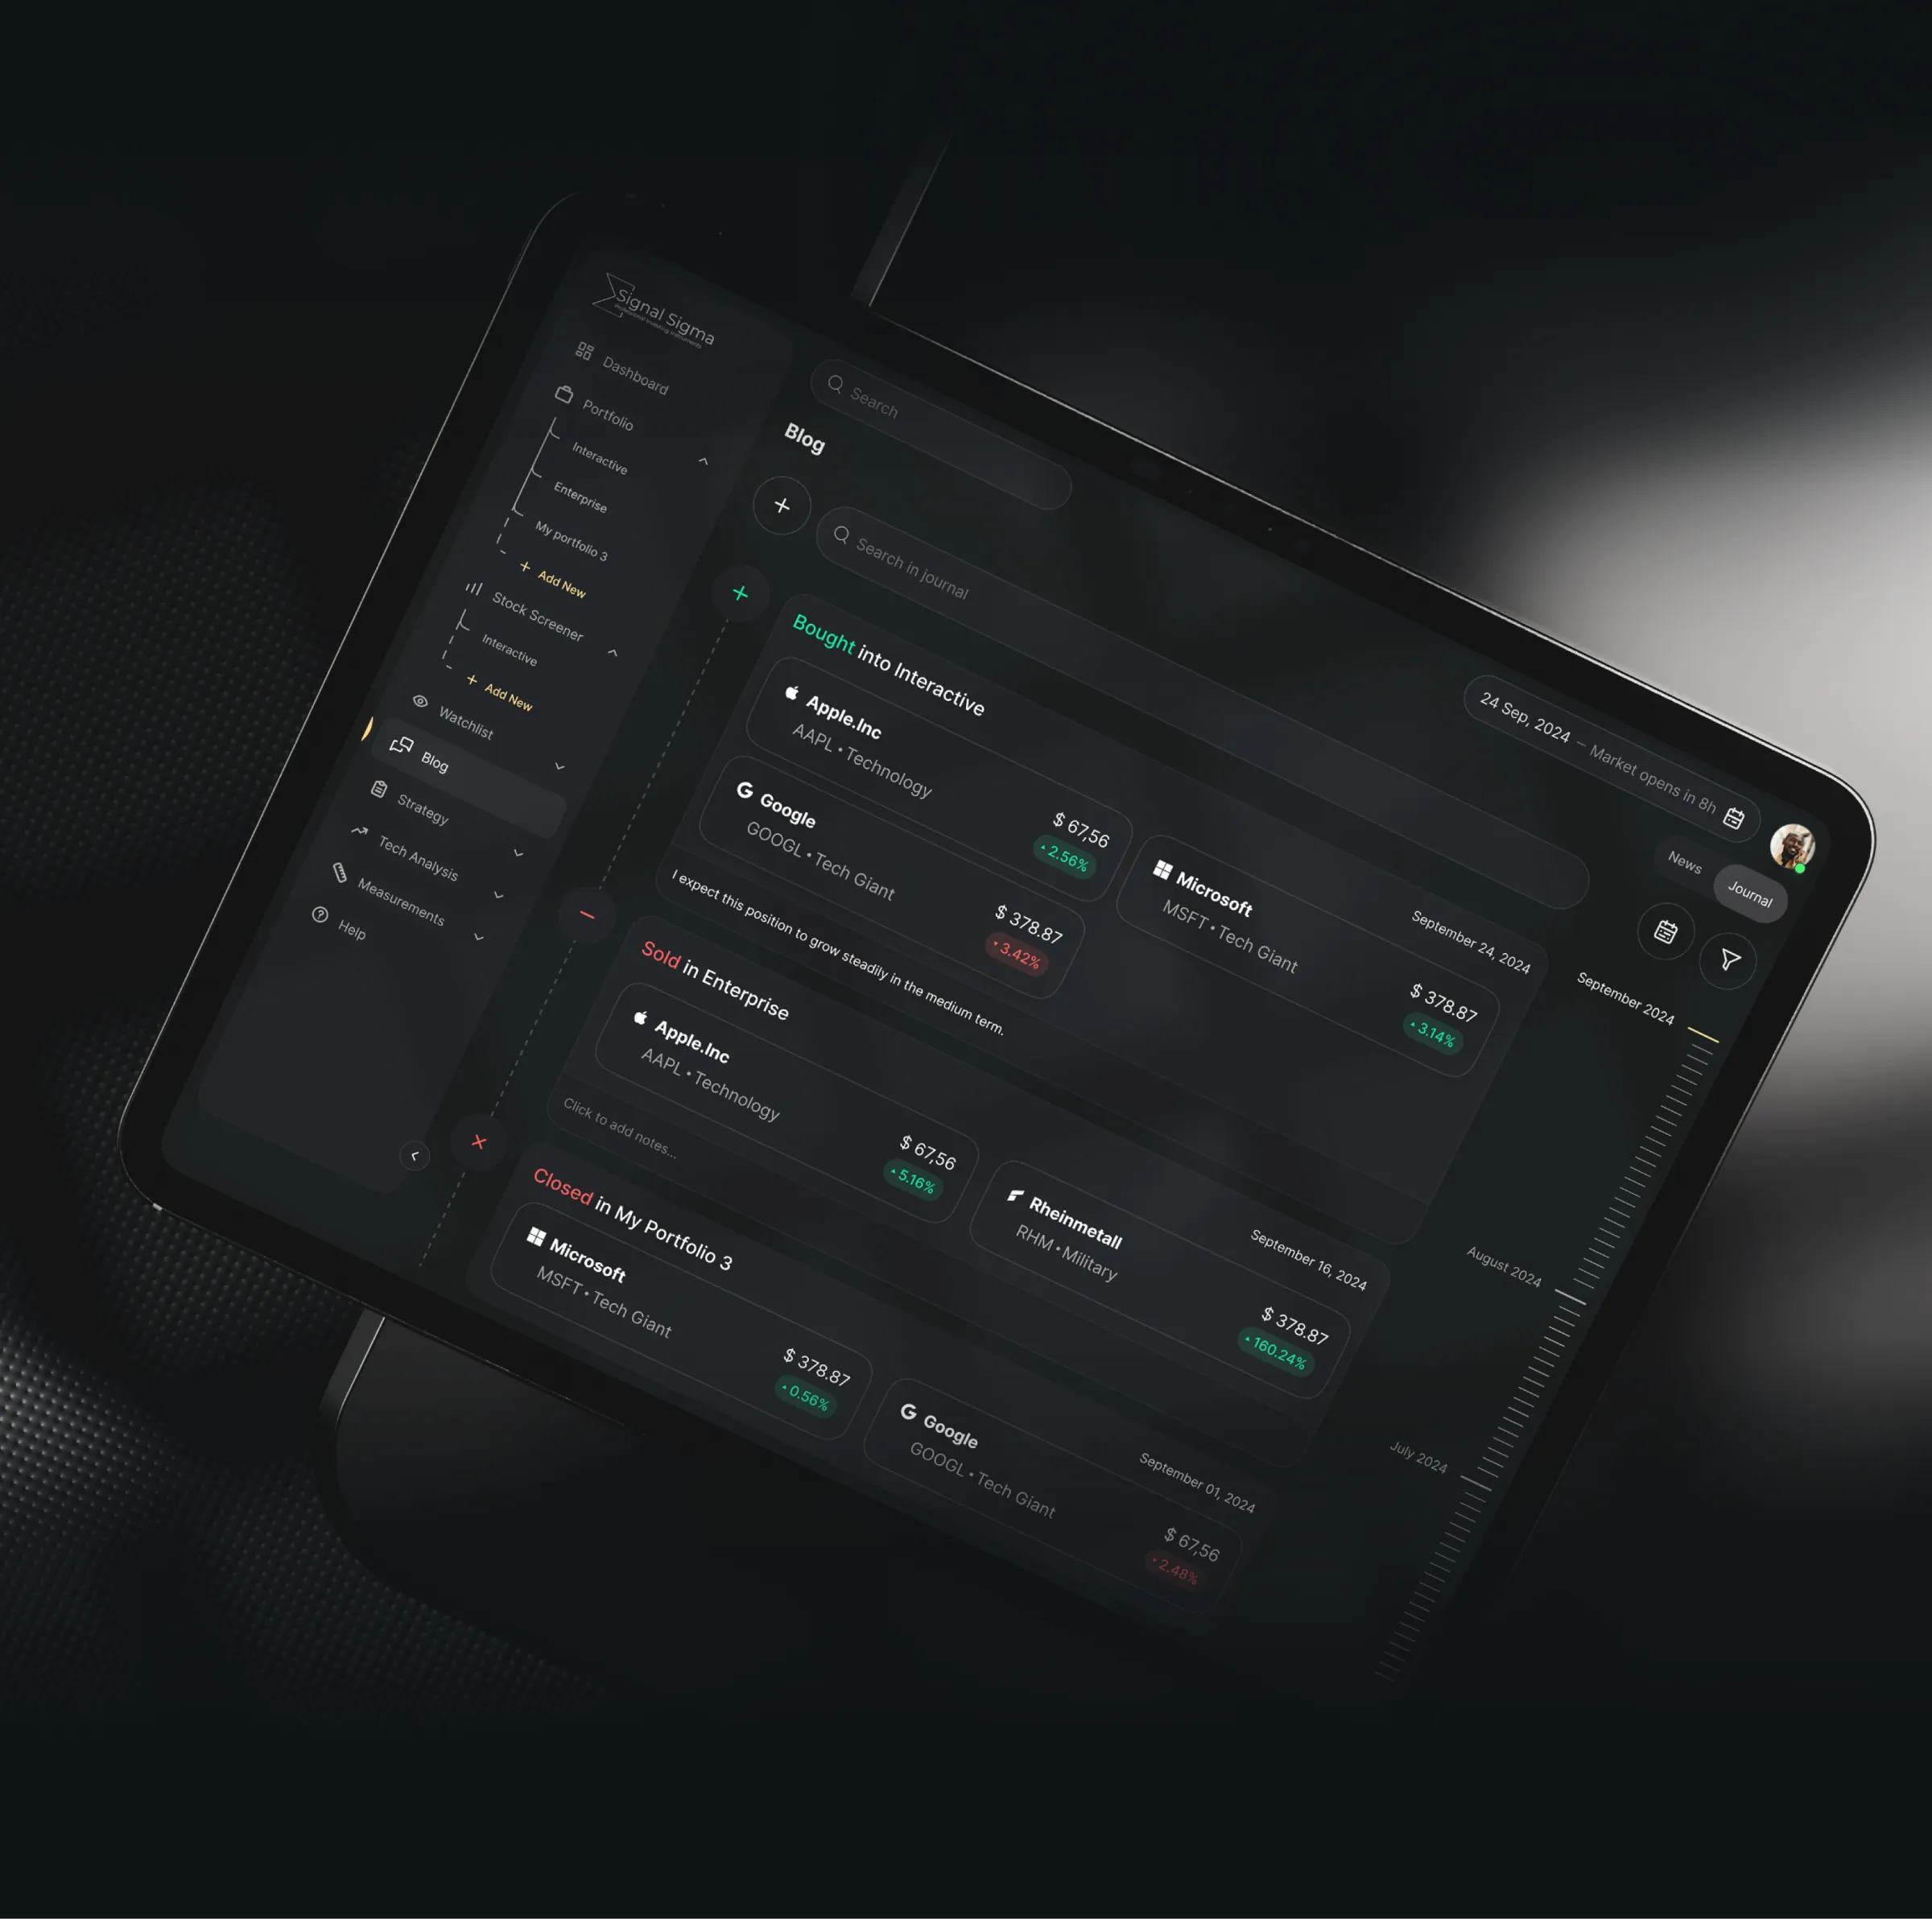 Signal Sigma
Dashboard
Portfolio
Interactive
Enterprise
My portfolio 3
+ Add New
Stock Screener
Interactive
+ Add New
Watchlist
Blog
Strategy
Tech Analysis
Measurements
Help
Search
24 Sep, 2024 – Market opens in 8h
Blog
News
Journal
Search in journal
Bought into Interactive
September 24, 2024
Apple.Inc
AAPL • Technology
$ 67,56
2.56%
Microsoft
MSFT • Tech Giant
$ 378.87
3.14%
Google
GOOGL • Tech Giant
$ 378.87
3,42%
I expect this position to grow steadily in the medium term.
Sold in Enterprise
September 16, 2024
Apple.Inc
AAPL • Technology
$ 67,56
5.16%
Rheinmetall
RHM • Military
$ 378.87
160.24%
Click to add notes...
Closed in My Portfolio 3
September 01, 2024
Microsoft
MSFT • Tech Giant
$ 378.87
0.56%
Google
GOOGL • Tech Giant
$ 67,56
2.48%
September 2024
August 2024
July 2024